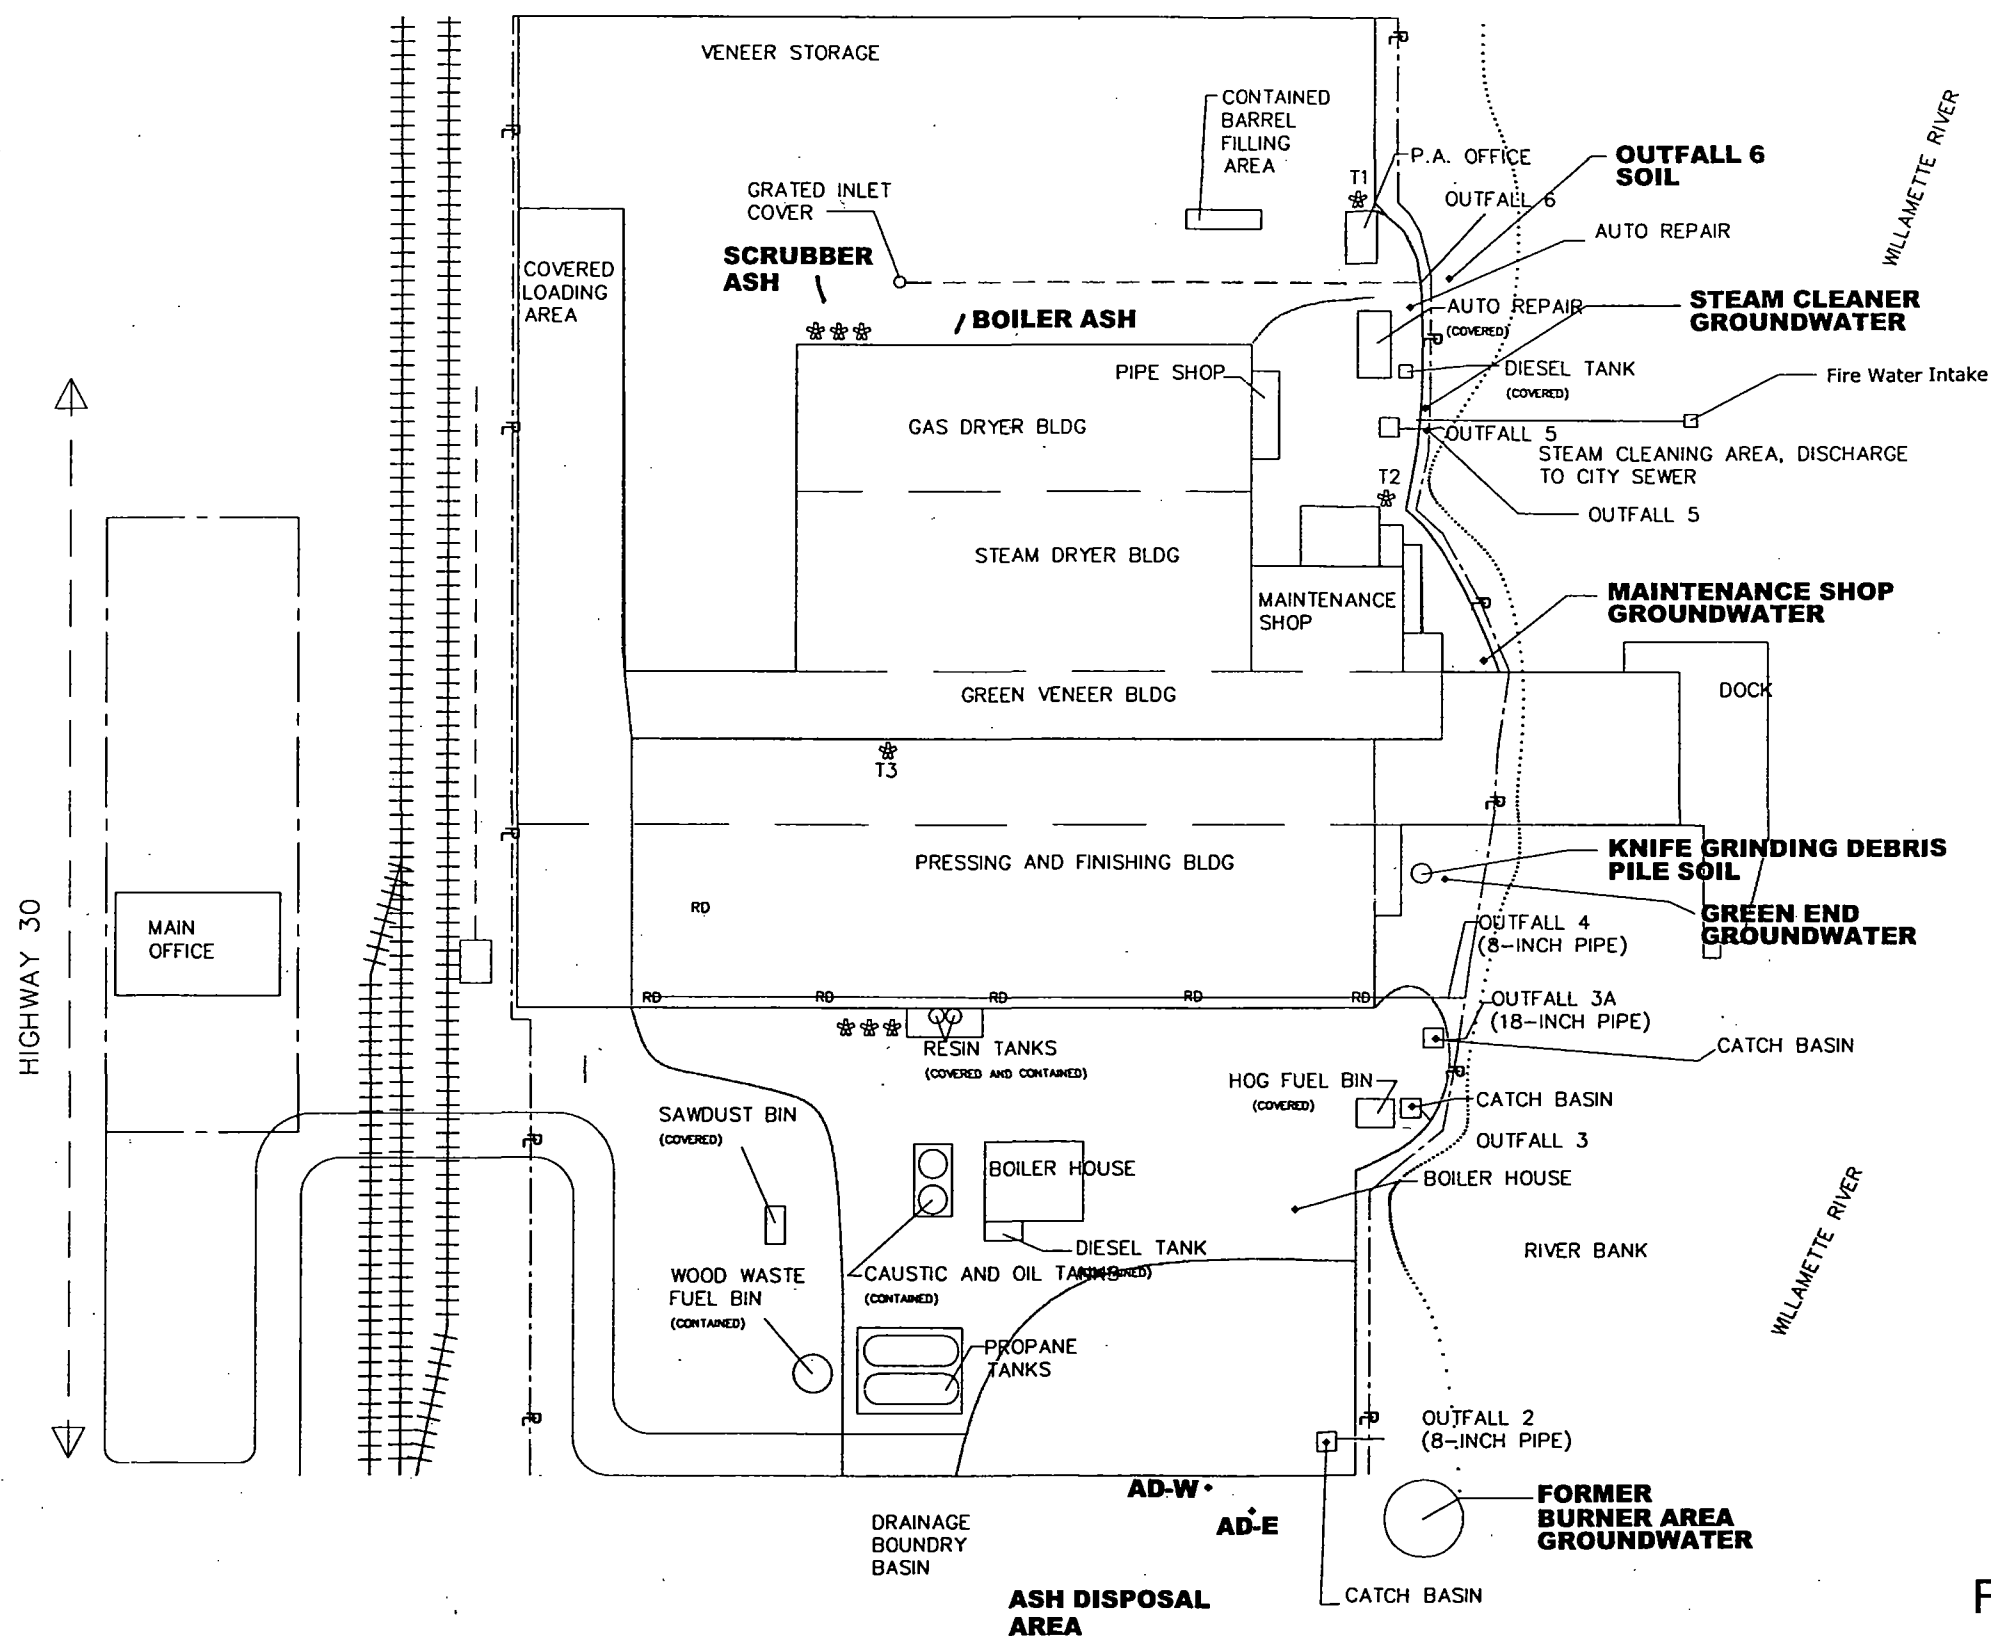 VENEER STORAGE
CONTAINED
BARREL
FILLING
AREA
P.A. OFFICE
OUTFALL 6
SOIL
T1
OUTFALL 6
WILLAMETTE RIVER
GRATED INLET
COVER
AUTO REPAIR
SCRUBBER
ASH
COVERED
LOADING
AREA
BOILER ASH
AUTO REPAIR
(COVERED)
STEAM CLEANER
GROUNDWATER
PIPE SHOP
DIESEL TANK
(COVERED)
Fire Water Intake
GAS DRYER BLDG
OUTFALL 5
STEAM CLEANING AREA, DISCHARGE
TO CITY SEWER
T2
OUTFALL 5
STEAM DRYER BLDG
MAINTENANCE
SHOP
MAINTENANCE SHOP
GROUNDWATER
GREEN VENEER BLDG
DOCK
T3
PRESSING AND FINISHING BLDG
KNIFE GRINDING DEBRIS
PILE SOIL
RD
GREEN END
GROUNDWATER
MAIN
OFFICE
HIGHWAY 30
OUTFALL 4
(8-INCH PIPE)
RD RD RD RD RD
OUTFALL 3A
(18-INCH PIPE)
CATCH BASIN
RESIN TANKS
(COVERED AND CONTAINED)
HOG FUEL BIN
(COVERED)
CATCH BASIN
SAWDUST BIN
(COVERED)
OUTFALL 3
BOILER HOUSE
BOILER HOUSE
DIESEL TANK
(CONTAINED)
RIVER BANK
WILLAMETTE RIVER
WOOD WASTE
FUEL BIN
(CONTAINED)
CAUSTIC AND OIL TANKS
(CONTAINED)
PROPANE
TANKS
OUTFALL 2
(8-INCH PIPE)
AD-W
AD-E
FORMER
BURNER AREA
GROUNDWATER
DRAINAGE
BOUNDRY
BASIN
CATCH BASIN
ASH DISPOSAL
AREA